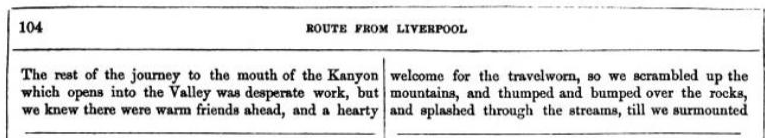 104
ROUTE FROM LIVERPOOL
The rest of the journey to the mouth of the Kanyon
which opens into the Valley was desperate work, but
we knew there were warm friends ahead, and a hearty
welcome for the travelworn, so we scrambled up the
mountains, and thumped and bumped over the rocks,
and splashed through the streams, till we surmounted